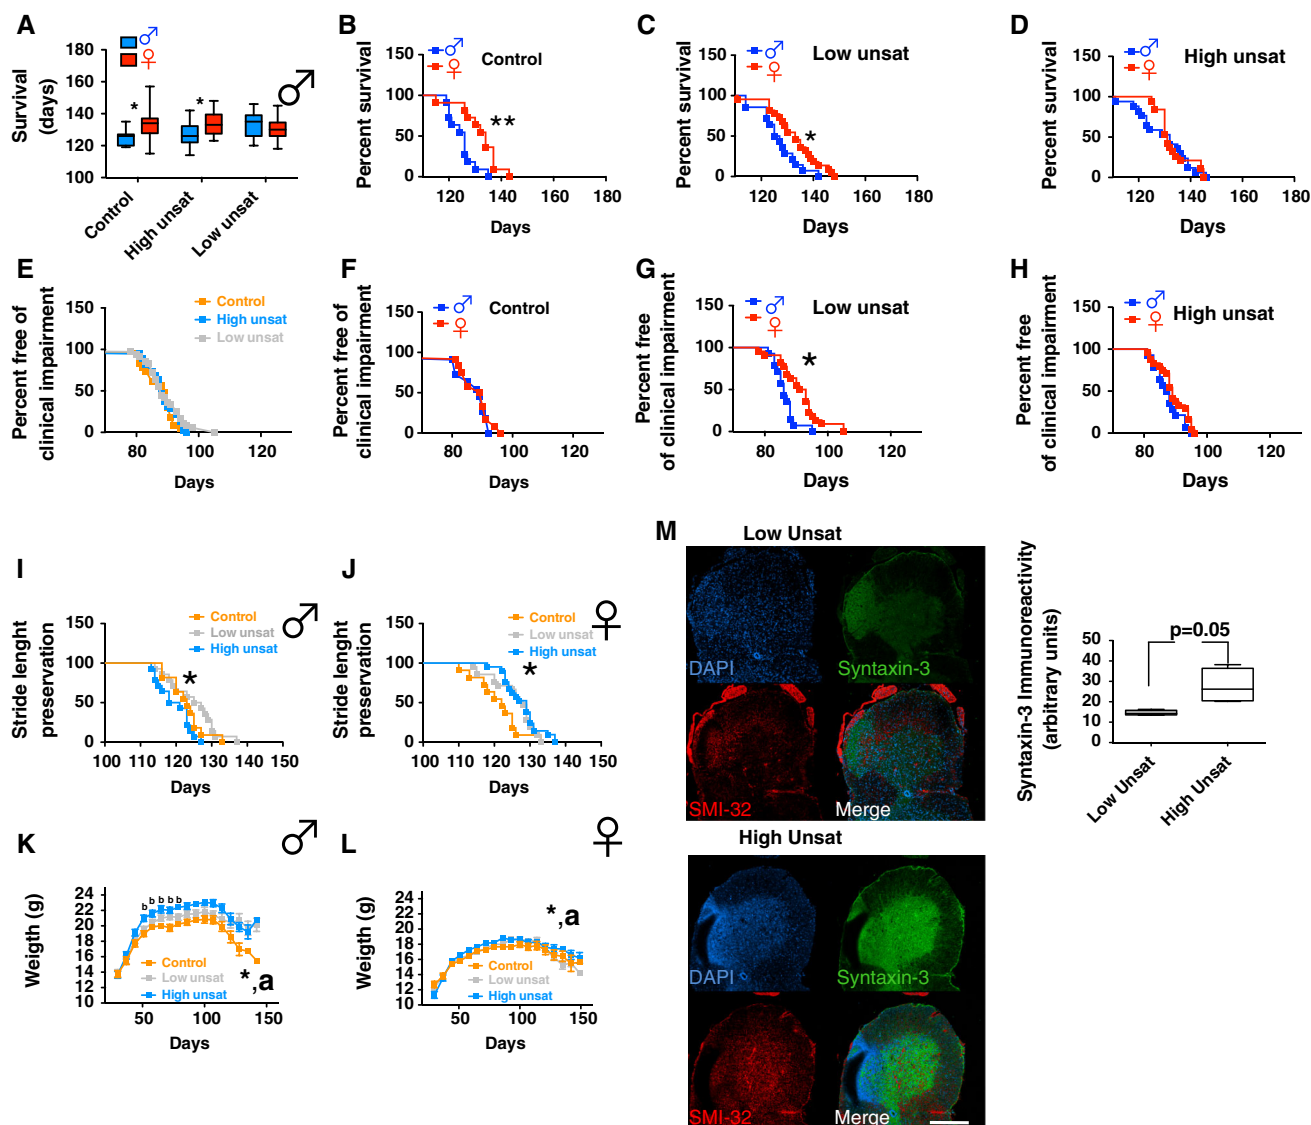 A
180
160
140
120
100
Survival
(days)
♂
♀
*
*
♂
Control
High unsat
Low unsat
B
♂
♀
Control
150
100
50
0
Percent survival
**
120 140 160 180
Days
C
♂
♀
Low unsat
150
100
50
0
Percent survival
*
120 140 160 180
Days
D
♂
♀
High unsat
150
100
50
0
Percent survival
120 140 160 180
Days
E
Control
High unsat
Low unsat
150
100
50
0
Percent free of
clinical impairment
80 100 120
Days
F
♂
♀
Control
150
100
50
0
Percent free of
clinical impairment
80 100 120
Days
G
♂
♀
Low unsat
150
100
50
0
Percent free
of clinical impairment
*
80 100 120
Days
H
♂
♀
High unsat
150
100
50
0
Percent free
of clinical impairment
80 100 120
Days
I
Control
Low unsat
High unsat
♂
150
100
50
0
Stride lenght
preservation
*
100 110 120 130 140 150
Days
J
Control
Low unsat
High unsat
♀
150
100
50
0
Stride lenght
preservation
*
100 110 120 130 140 150
Days
K
♂
24
22
20
18
16
14
12
10
Weigth (g)
b b b b b
Control
Low unsat
High unsat
*,a
50 100 150
Days
L
♀
24
22
20
18
16
14
12
10
Weigth (g)
*,a
Control
Low unsat
High unsat
50 100 150
Days
M
Low Unsat
DAPI
Syntaxin-3
SMI-32
Merge
High Unsat
DAPI
Syntaxin-3
SMI-32
Merge
Syntaxin-3 Immunoreactivity
(arbitrary units)
50
40
30
20
10
0
p=0.05
Low Unsat
High Unsat